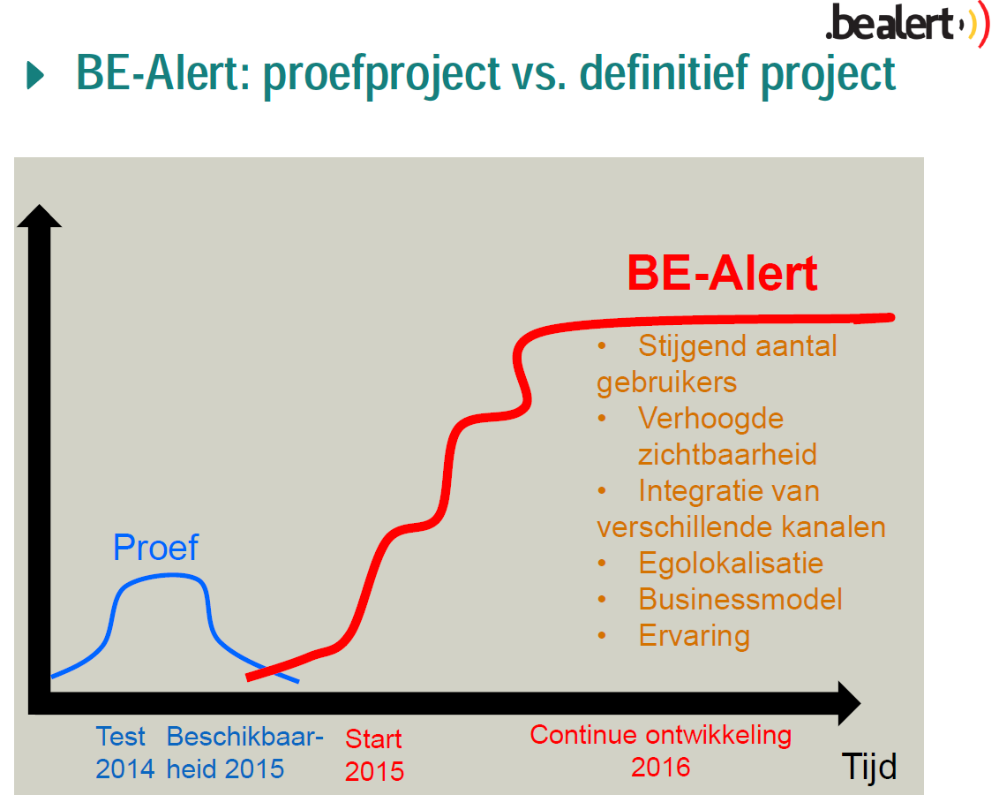 .bealert
BE-Alert: proefproject vs. definitief project
BE-Alert
• Stijgend aantal
gebruikers
• Verhoogde
zichtbaarheid
• Integratie van
verschillende kanalen
• Egolokalisatie
• Businessmodel
• Ervaring
Proef
Test
2014
Beschikbaar-
heid 2015
Start
2015
Continue ontwikkeling
2016
Tijd